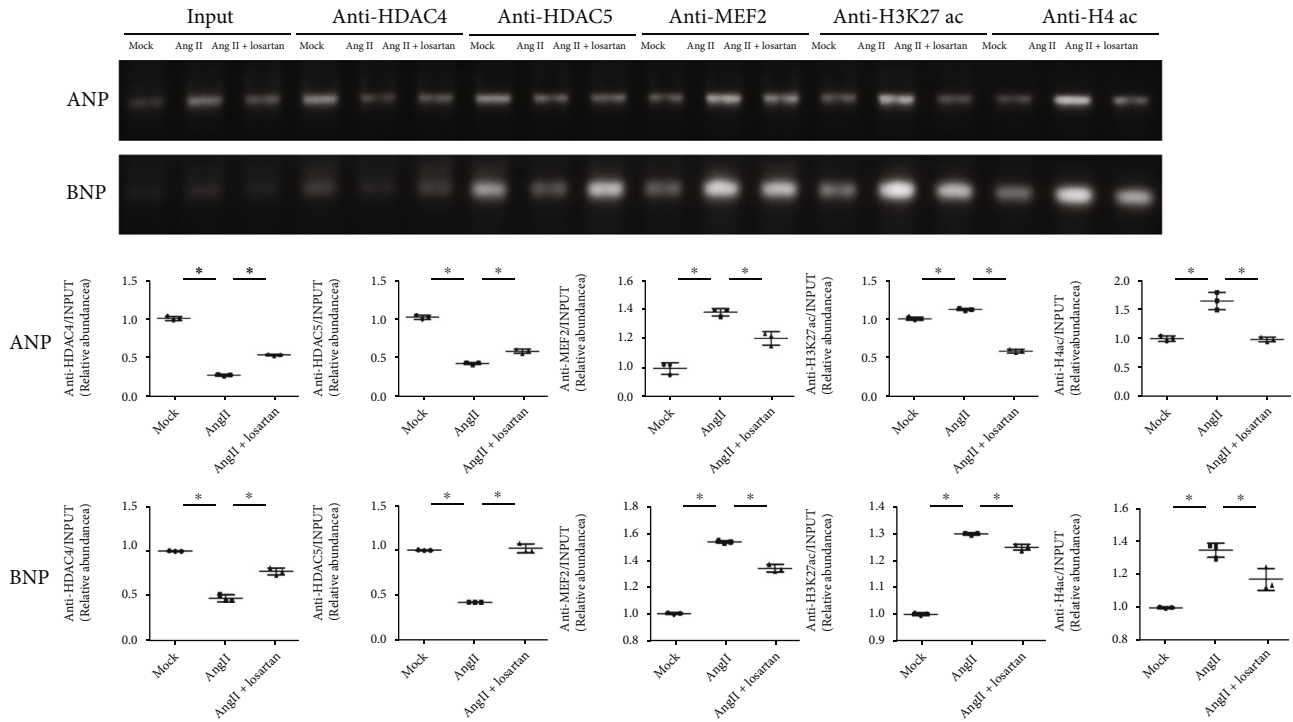 Input Anti-HDAC4 Anti-HDAC5 Anti-MEF2 Anti-H3K27 ac Anti-H4 ac
Mock Ang II Ang II + losartan Mock Ang II Ang II + losartan Mock Ang II Ang II + losartan Mock Ang II Ang II + losartan Mock Ang II Ang II + losartan Mock Ang II Ang II + losartan
ANP
BNP
ANP
Anti-HDAC4/INPUT
(Relative abundancea)
1.5
1.0
0.5
0.0
* *
Mock
AngII
AngII + losartan
Anti-HDAC5/INPUT
(Relative abundancea)
1.5
1.0
0.5
0.0
* *
Mock
AngII
AngII + losartan
Anti-MEF2/INPUT
(Relative abundancea)
1.6
1.4
1.2
1.0
* *
Mock
AngII
AngII + losartan
Anti-H3K27ac/INPUT
(Relative abundancea)
1.5
1.0
0.5
0.0
* *
Mock
AngII
AngII + losartan
Anti-H4ac/INPUT
(Relativeabundancea)
2.0
1.5
1.0
0.0
* *
Mock
AngII
AngII + losartan
BNP
Anti-HDAC4/INPUT
(Relative abundancea)
1.5
1.0
0.5
0.0
* *
Mock
AngII
AngII + losartan
Anti-HDAC5/INPUT
(Relative abundancea)
1.5
1.0
0.5
0.0
* *
Mock
AngII
AngII + losartan
Anti-MEF2/INPUT
(Relative abundancea)
1.8
1.6
1.4
1.2
1.0
0.8
* *
Mock
AngII
AngII + losartan
Anti-H3K27ac/INPUT
(Relative abundancea)
1.4
1.3
1.2
1.1
1.0
0.9
* *
Mock
AngII
AngII + losartan
Anti-H4ac/INPUT
(Relative abundancea)
1.6
1.4
1.2
1.0
0.8
* *
Mock
AngII
AngII + losartan